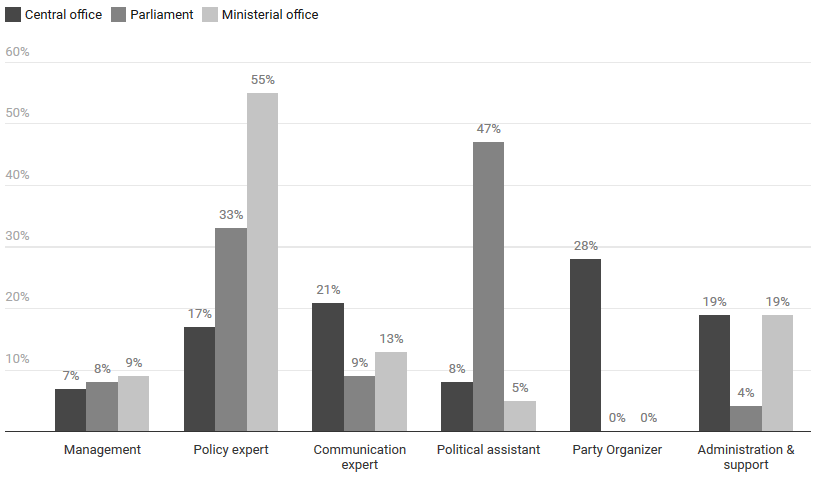 Central office Parliament Ministerial office
60%
50%
40%
30%
20%
10%
7% 8% 9%
17% 33% 55%
21% 9% 13%
8% 47% 5%
28% 0% 0%
19% 4% 19%
Management
Policy expert
Communication
expert
Political assistant
Party Organizer
Administration &
support